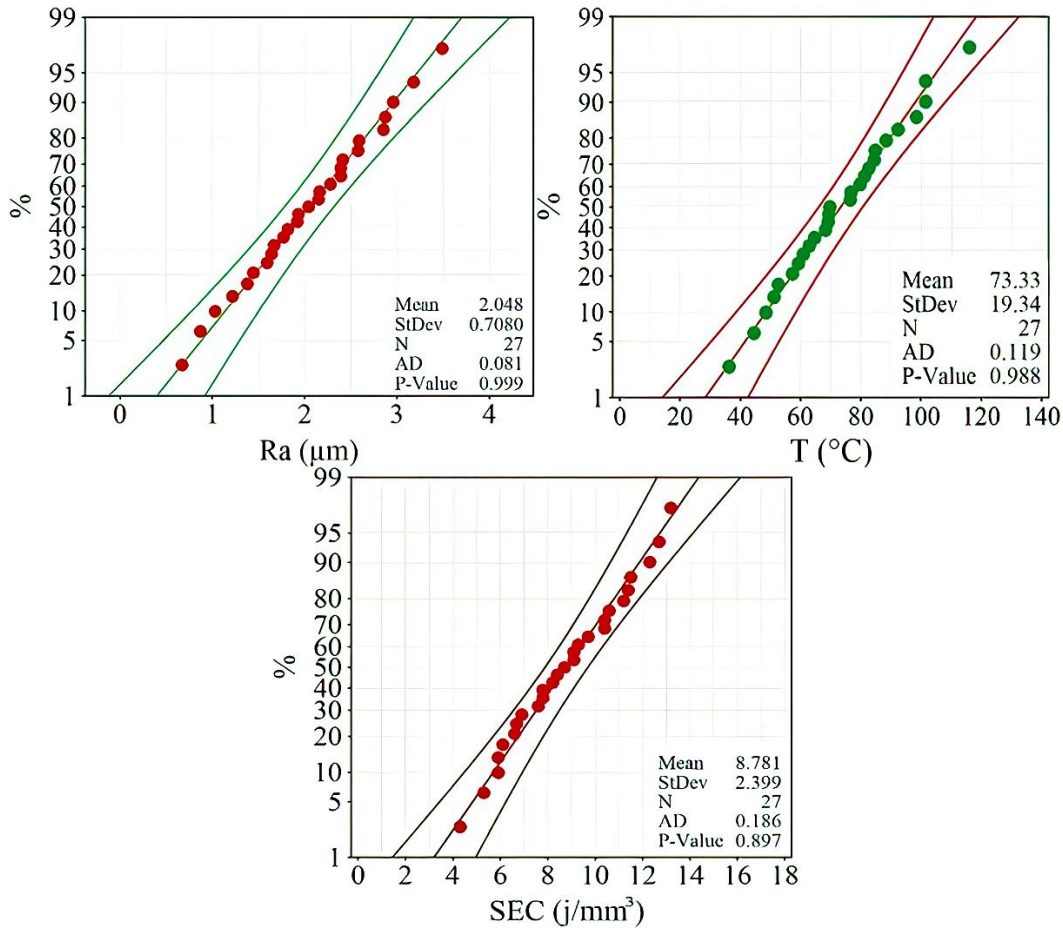 99
95
90
80
70
60
50
40
30
20
10
5
1
%
0 1 2 3 4
Ra (µm)
Mean 2.048
StDev 0.7080
N 27
AD 0.081
P-Value 0.999
99
95
90
80
70
60
50
40
30
20
10
5
1
%
0 20 40 60 80 100 120 140
T (°C)
Mean 73.33
StDev 19.34
N 27
AD 0.119
P-Value 0.988
99
95
90
80
70
60
50
40
30
20
10
5
1
%
0 2 4 6 8 10 12 14 16 18
SEC (j/mm³)
Mean 8.781
StDev 2.399
N 27
AD 0.186
P-Value 0.897